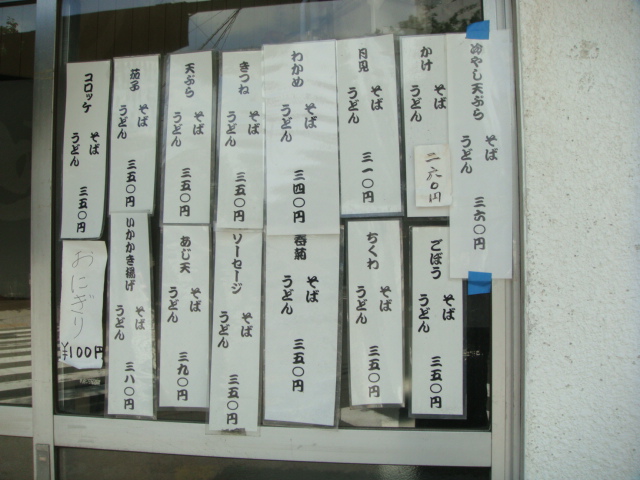 冷やし天ぷら そば うどん 三六〇円
かけ そば うどん 二六〇円
月見 そば うどん 三一〇円
わかめ そば うどん 三四〇円
きつね そば うどん 三五〇円
天ぷら そば うどん 三五〇円
茄子 そば うどん 三五〇円
コロッケ そば うどん 三五〇円
ごぼう そば うどん 三五〇円
ちくわ そば うどん 三五〇円
春菊 そば うどん 三五〇円
ソーセージ そば うどん 三五〇円
あじ天 そば うどん 三九〇円
いかかき揚げ そば うどん 三八〇円
おにぎり ¥100円